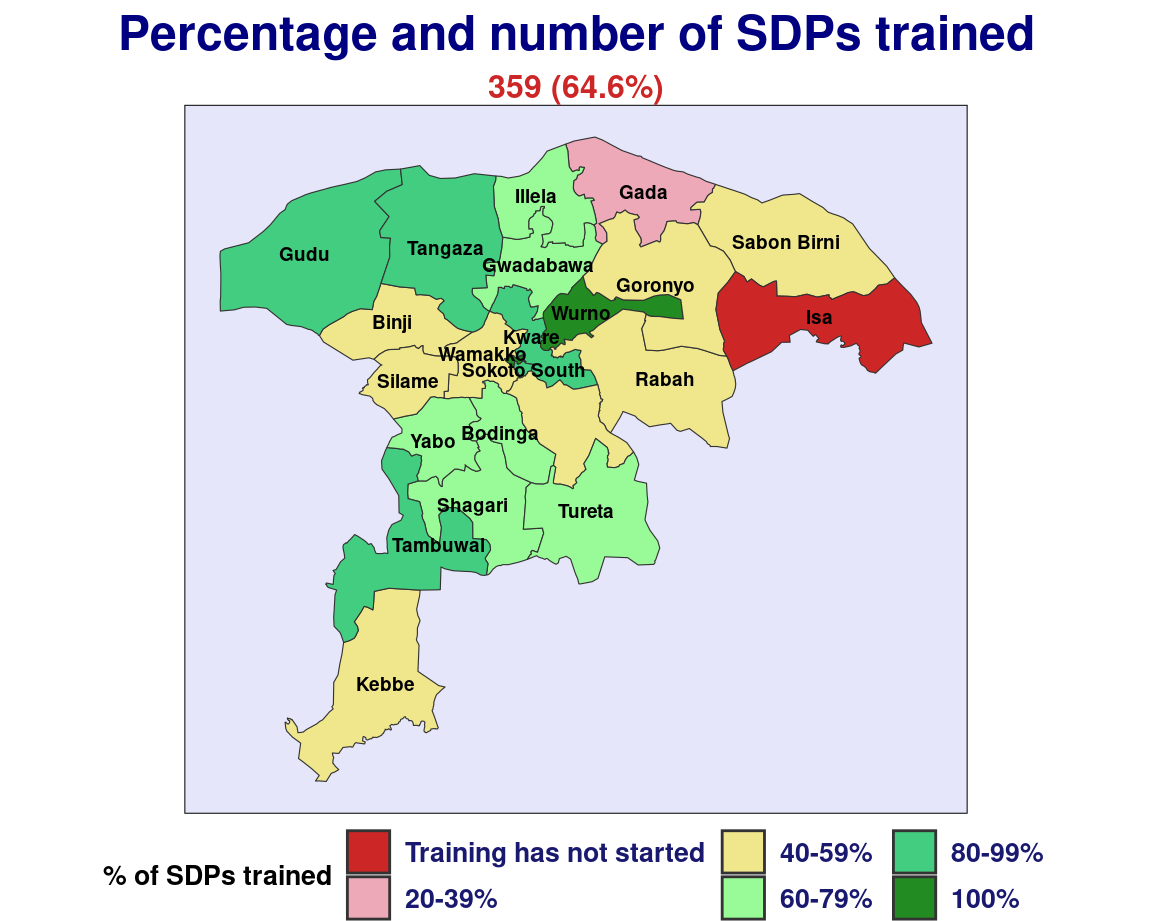 Percentage and number of SDPs trained
359 (64.6%)
Illela
Gada
Sabon Birni
Gudu
Tangaza
Gwadabawa
Goronyo
Wurno
Isa
Binji
Kware
Wamakko
Sokoto South
Silame
Rabah
Yabo
Bodinga
Shagari
Tureta
Tambuwal
Kebbe
% of SDPs trained
Training has not started
20-39%
40-59%
60-79%
80-99%
100%